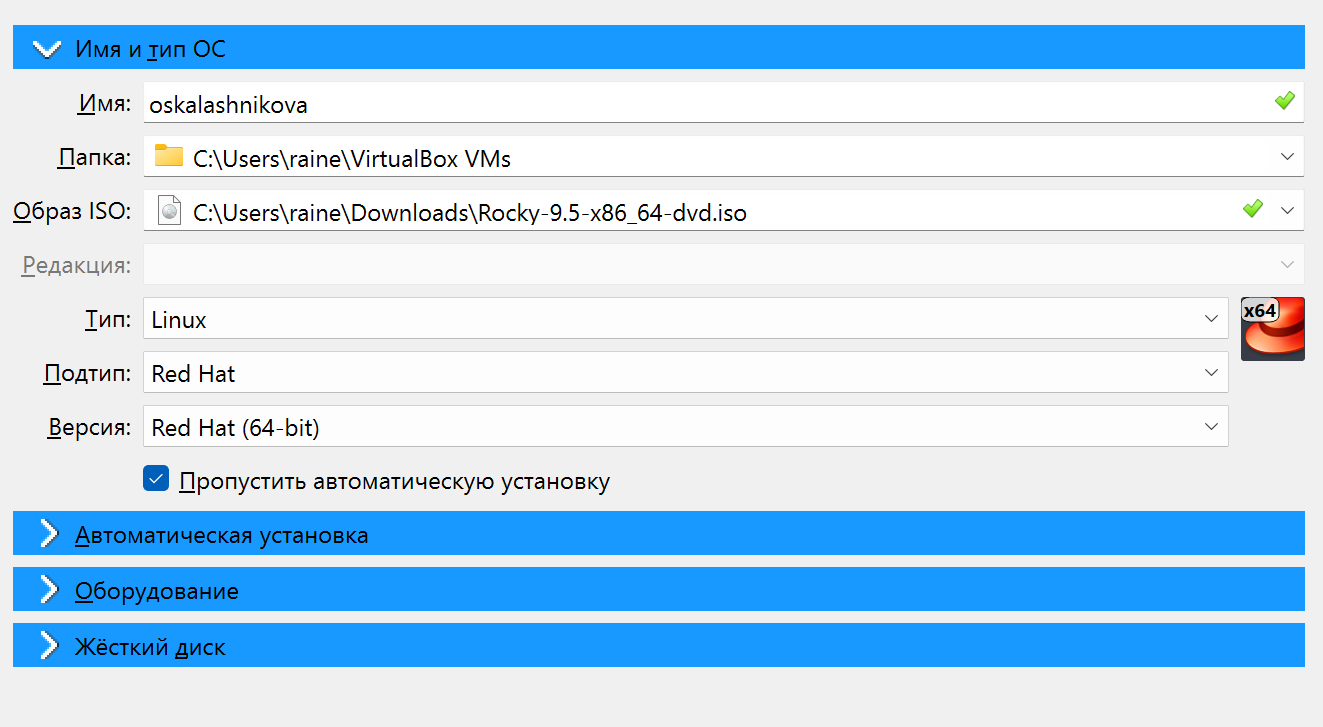 Имя и тип ОС
Имя: oskalashnikova
Папка: C:\Users\raine\VirtualBox VMs
Образ ISO: C:\Users\raine\Downloads\Rocky-9.5-x86_64-dvd.iso
Редакция:
Тип: Linux
x64
Подтип: Red Hat
Версия: Red Hat (64-bit)
Пропустить автоматическую установку
Автоматическая установка
Оборудование
Жёсткий диск